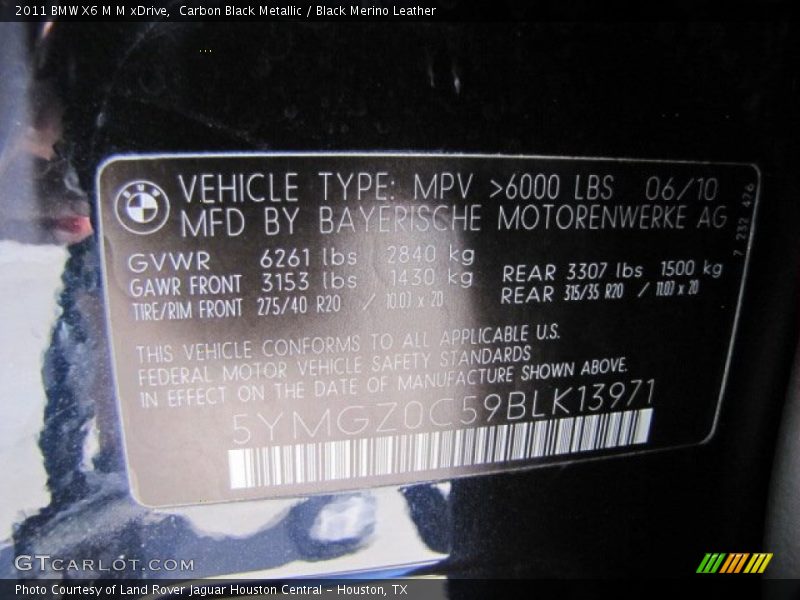 2011 BMW X6 M M xDrive, Carbon Black Metallic / Black Merino Leather
BMW
VEHICLE TYPE: MPV >6000 LBS 06/10
MFD BY BAYERISCHE MOTORENWERKE AG
7 232 426
GVWR 6261 lbs 2840 kg
GAWR FRONT 3153 lbs 1430 kg REAR 3307 lbs 1500 kg
TIRE/RIM FRONT 275/40 R20 / 10.0J x 20 REAR 315/35 R20 / 11.0J x 20
THIS VEHICLE CONFORMS TO ALL APPLICABLE U.S.
FEDERAL MOTOR VEHICLE SAFETY STANDARDS
IN EFFECT ON THE DATE OF MANUFACTURE SHOWN ABOVE.
5YMGZ0C59BLK13971
GTCARLOT.COM
Photo Courtesy of Land Rover Jaguar Houston Central - Houston, TX